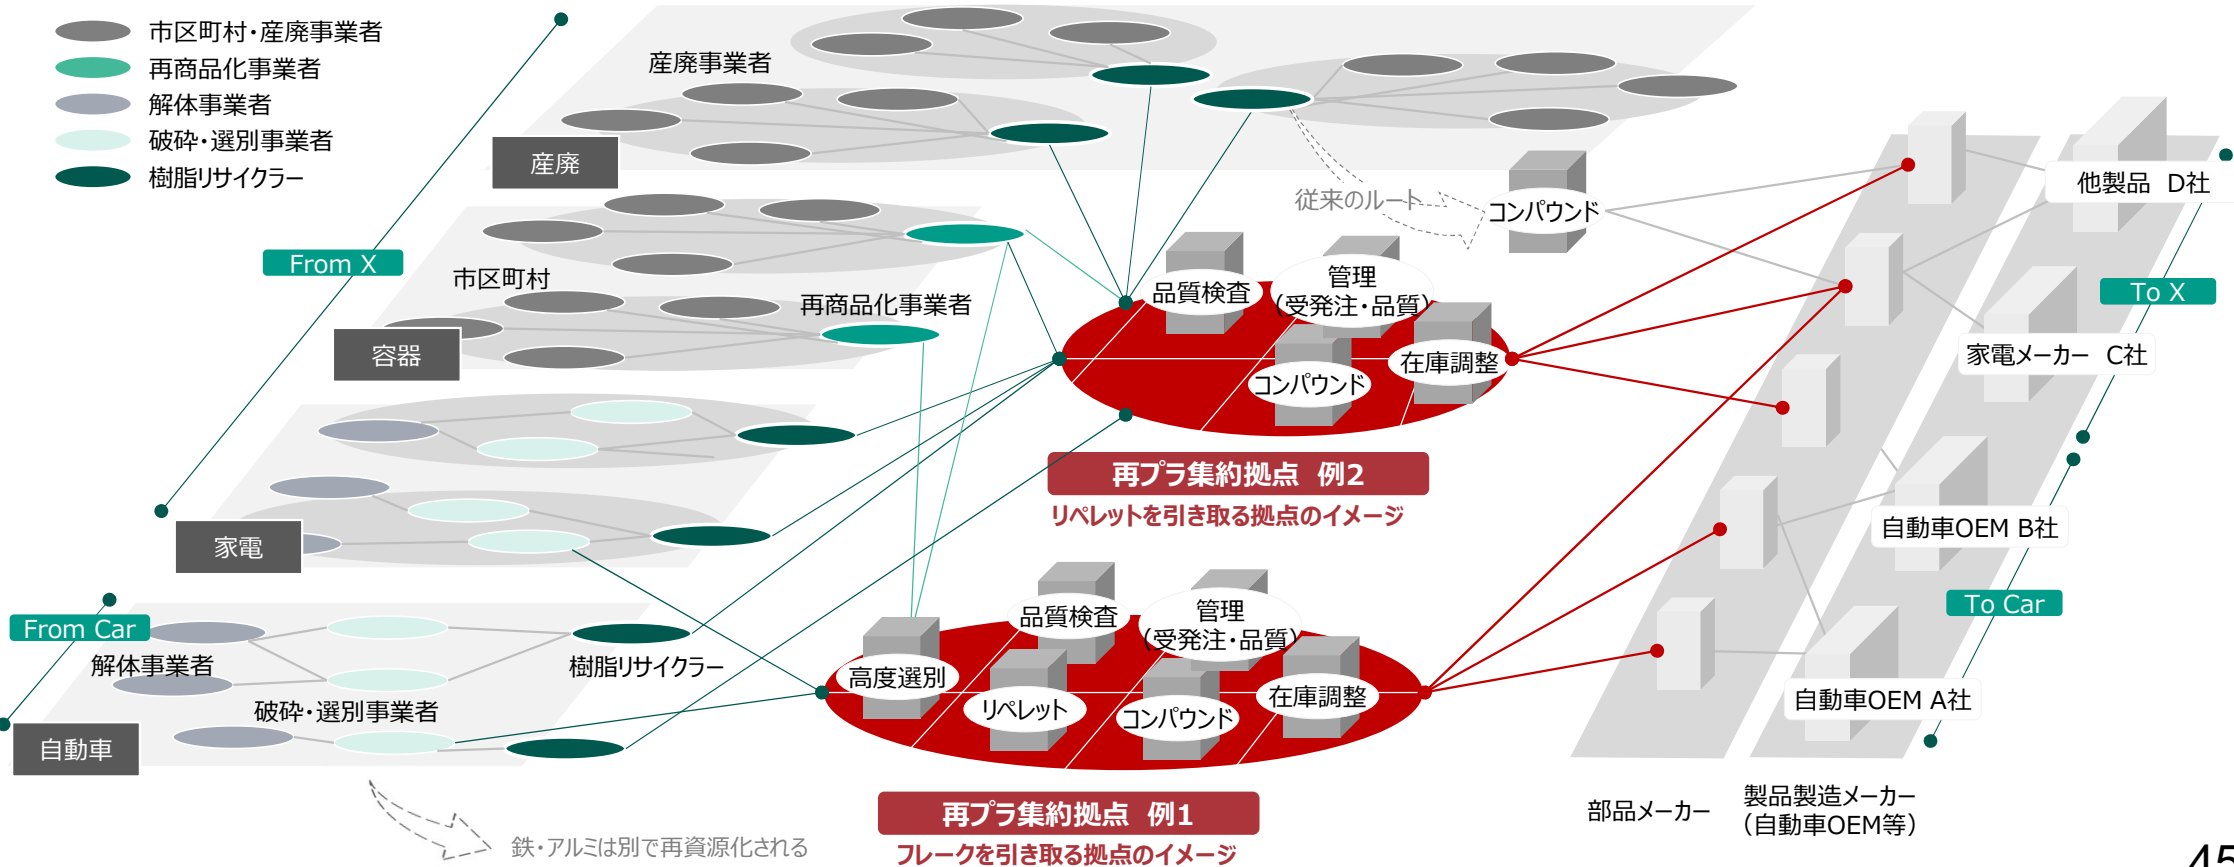 市区町村・産廃事業者
再商品化事業者
解体事業者
破砕・選別事業者
樹脂リサイクラー
産廃事業者
産廃
従来のルート
コンパウンド
他製品 D社
From X
市区町村
再商品化事業者
容器
品質検査
管理
（受発注・品質）
コンパウンド
在庫調整
To X
家電メーカー C社
再プラ集約拠点 例2
リペレットを引き取る拠点のイメージ
家電
自動車OEM B社
From Car
解体事業者
樹脂リサイクラー
破砕・選別事業者
自動車
品質検査
管理
（受発注・品質）
高度選別
リペレット
コンパウンド
在庫調整
To Car
自動車OEM A社
再プラ集約拠点 例1
フレークを引き取る拠点のイメージ
鉄・アルミは別で再資源化される
部品メーカー
製品製造メーカー
（自動車OEM等）
45